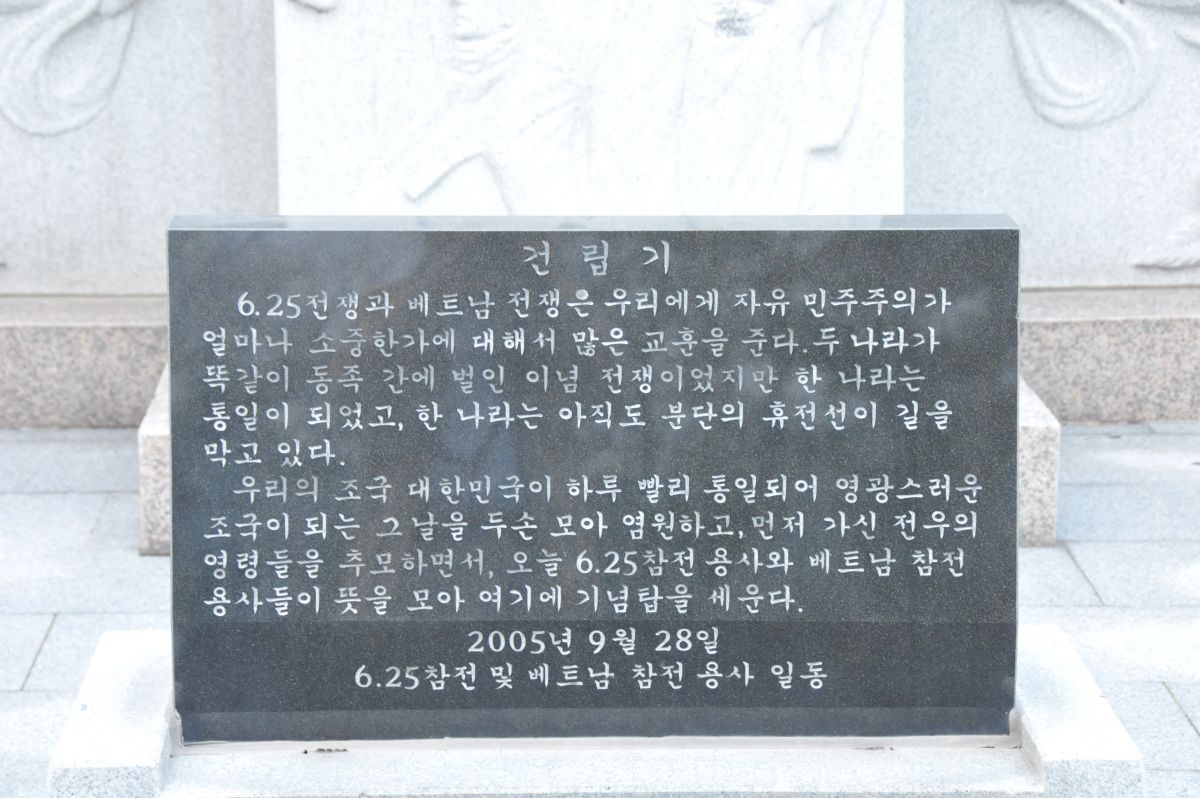 건 립 기
6.25전쟁과 베트남 전쟁은 우리에게 자유 민주주의가
얼마나 소중한가에 대해서 많은 교훈을 준다. 두 나라가
똑같이 동족 간에 벌인 이념 전쟁이었지만 한 나라는
통일이 되었고, 한 나라는 아직도 분단의 휴전선이 길을
막고 있다.
우리의 조국 대한민국이 하루 빨리 통일되어 영광스러운
조국이 되는 그 날을 두손 모아 염원하고, 먼저 가신 전우의
영령들을 추모하면서, 오늘 6.25참전 용사와 베트남 참전
용사들이 뜻을 모아 여기에 기념탑을 세운다.
2005년 9월 28일
6.25참전 및 베트남 참전 용사 일동